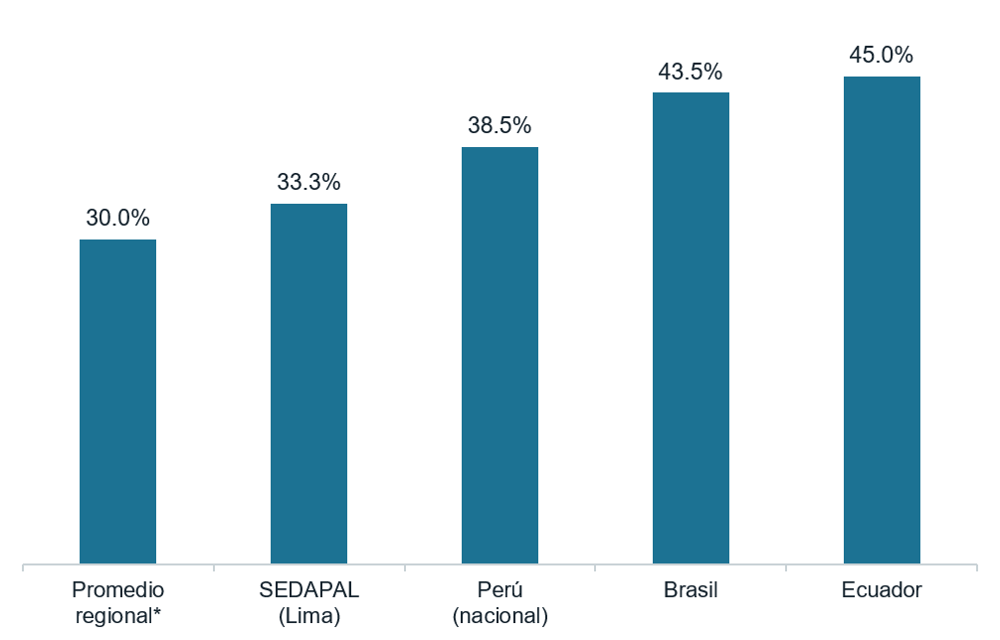 45.0%
43.5%
38.5%
33.3%
30.0%
Promedio
regional*
SEDAPAL
(Lima)
Perú
(nacional)
Brasil
Ecuador